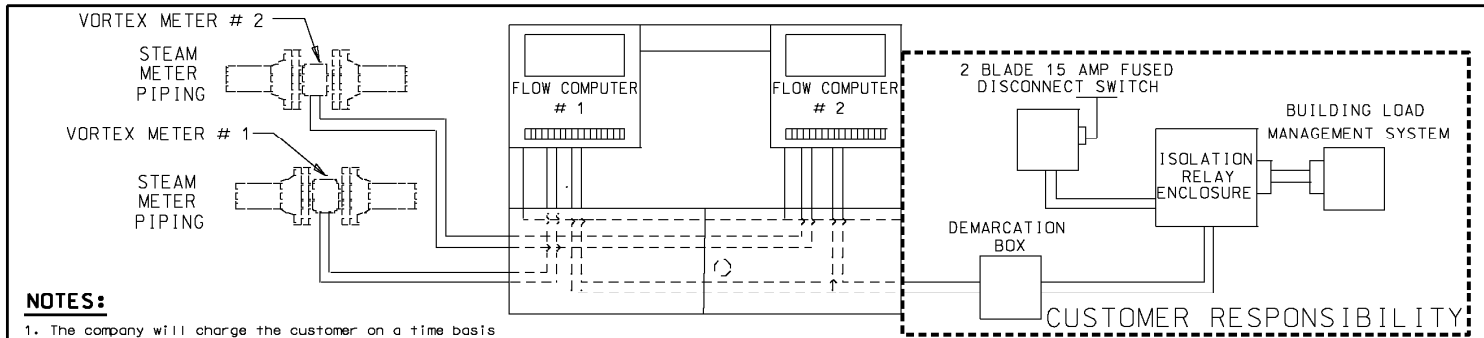 VORTEX METER # 2
STEAM
METER
PIPING
VORTEX METER # 1
STEAM
METER
PIPING
FLOW COMPUTER
# 1
FLOW COMPUTER
# 2
2 BLADE 15 AMP FUSED
DISCONNECT SWITCH
BUILDING LOAD
MANAGEMENT SYSTEM
ISOLATION
RELAY
ENCLOSURE
DEMARCATION
BOX
CUSTOMER RESPONSIBILITY
NOTES:
1. The company will charge the customer on a time basis